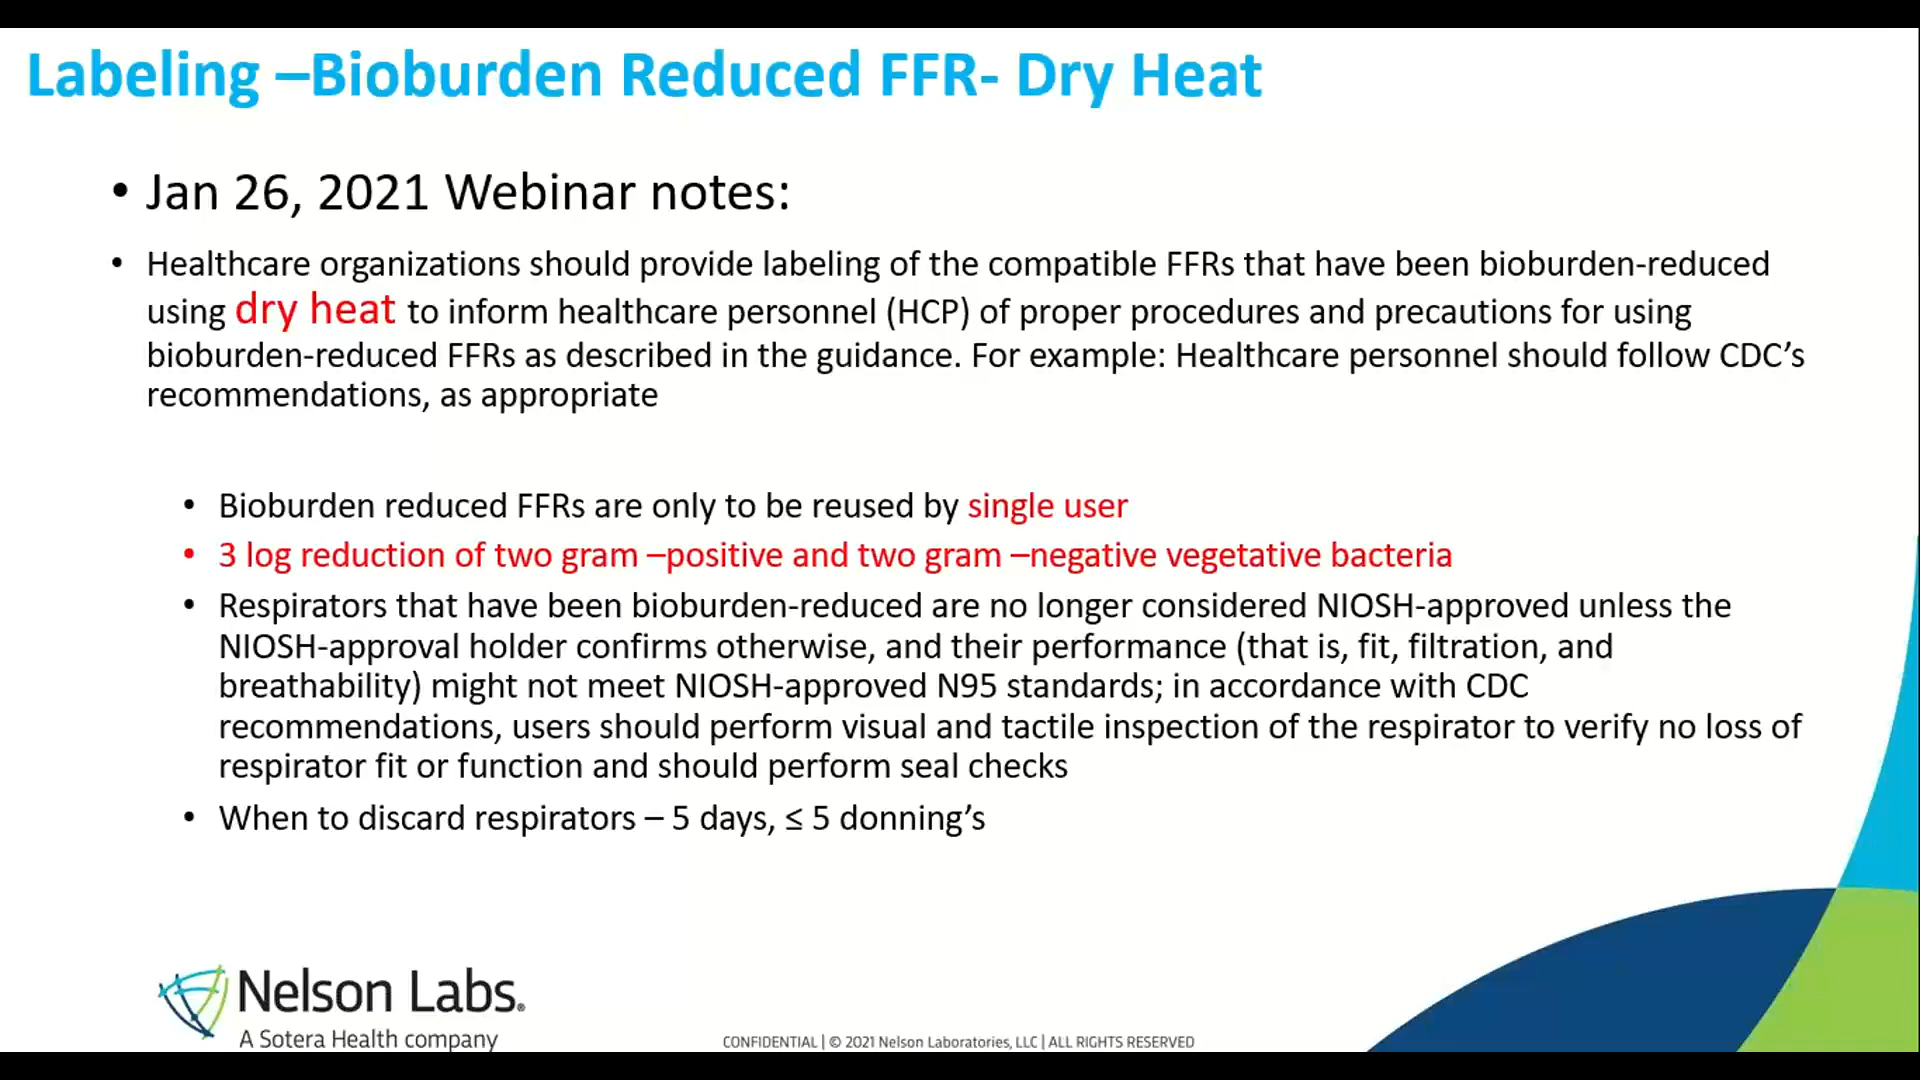 Labeling –Bioburden Reduced FFR- Dry Heat
• Jan 26, 2021 Webinar notes:
• Healthcare organizations should provide labeling of the compatible FFRs that have been bioburden-reduced
using dry heat to inform healthcare personnel (HCP) of proper procedures and precautions for using
bioburden-reduced FFRs as described in the guidance. For example: Healthcare personnel should follow CDC’s
recommendations, as appropriate
• Bioburden reduced FFRs are only to be reused by single user
• 3 log reduction of two gram –positive and two gram –negative vegetative bacteria
• Respirators that have been bioburden-reduced are no longer considered NIOSH-approved unless the
NIOSH-approval holder confirms otherwise, and their performance (that is, fit, filtration, and
breathability) might not meet NIOSH-approved N95 standards; in accordance with CDC
recommendations, users should perform visual and tactile inspection of the respirator to verify no loss of
respirator fit or function and should perform seal checks
• When to discard respirators – 5 days, ≤ 5 donning’s
Nelson Labs®
A Sotera Health company
CONFIDENTIAL | © 2021 Nelson Laboratories, LLC | ALL RIGHTS RESERVED